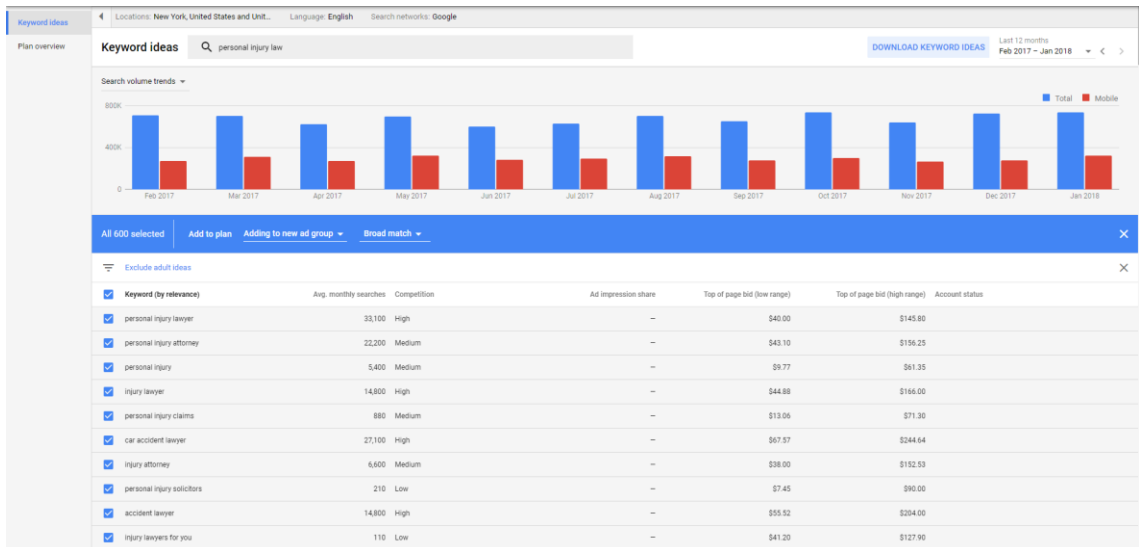 Keyword ideas
Plan overview
Locations: New York, United States and Unit... Language: English Search networks: Google
Keyword ideas personal injury law DOWNLOAD KEYWORD IDEAS Last 12 months
Feb 2017 – Jan 2018
Search volume trends
Total Mobile
800K
400K
0
Feb 2017 Mar 2017 Apr 2017 May 2017 Jun 2017 Jul 2017 Aug 2017 Sep 2017 Oct 2017 Nov 2017 Dec 2017 Jan 2018
All 600 selected Add to plan Adding to new ad group Broad match
Exclude adult ideas
Keyword (by relevance) Avg. monthly searches Competition Ad impression share Top of page bid (low range) Top of page bid (high range) Account status
personal injury lawyer 33,100 High – $40.00 $145.80
personal injury attorney 22,200 Medium – $43.10 $156.25
personal injury 5,400 Medium – $9.77 $61.35
injury lawyer 14,800 High – $44.88 $166.00
personal injury claims 880 Medium – $13.06 $71.30
car accident lawyer 27,100 High – $67.57 $244.64
injury attorney 6,600 Medium – $38.00 $152.53
personal injury solicitors 210 Low – $7.45 $90.00
accident lawyer 14,800 High – $55.52 $204.00
injury lawyers for you 110 Low – $41.20 $127.90